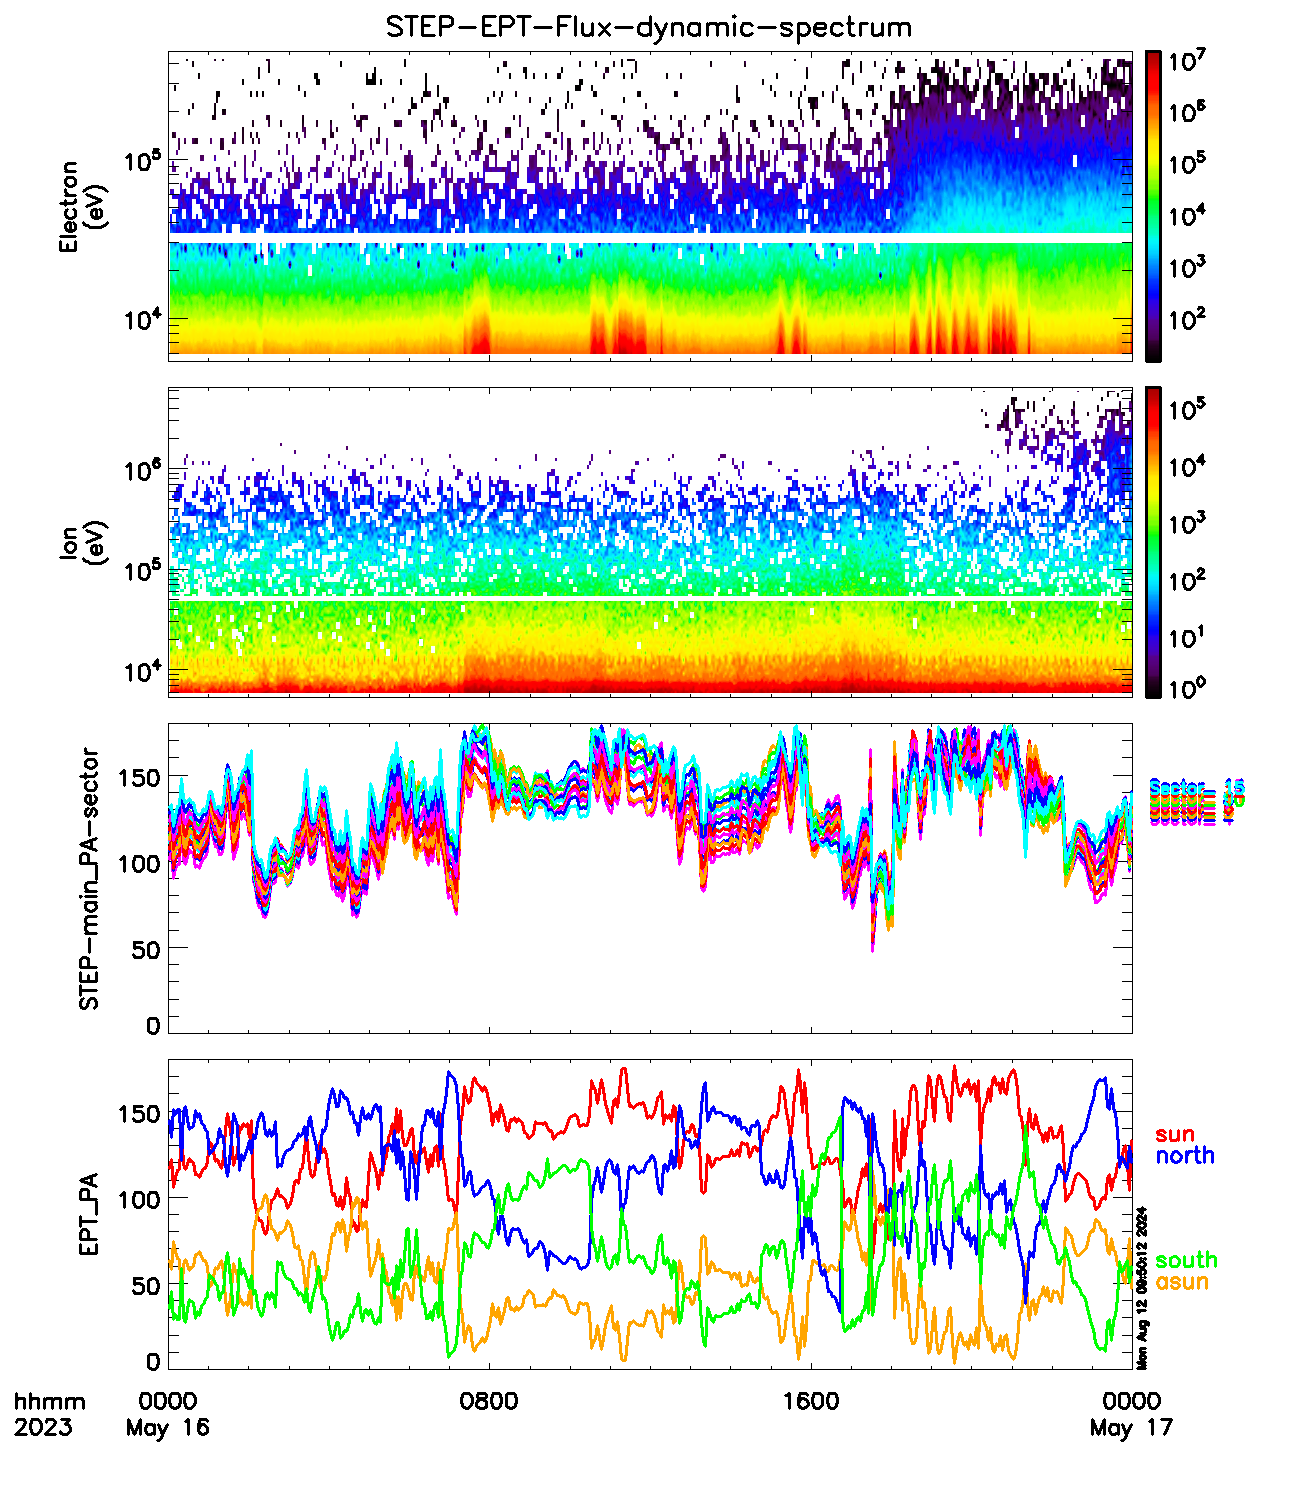 STEP-EPT-Flux-dynamic-spectrum
Electron
(eV)
10^5
10^4
10^7
10^6
10^5
10^4
10^3
10^2
Ion
(eV)
10^6
10^5
10^4
10^5
10^4
10^3
10^2
10^1
10^0
STEP-main_PA-sector
150
100
50
0
Sector_ 15
EPT_PA
150
100
50
0
sun
north
south
asun
Mon Aug 12 09:50:12 2024
hhmm
2023
0000
May 16
0800
1600
0000
May 17